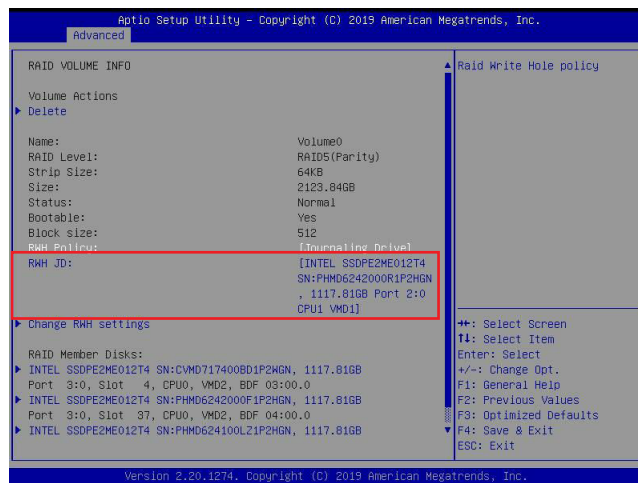 Aptio Setup Utility – Copyright (C) 2019 American Megatrends, Inc.
Advanced
RAID VOLUME INFO
Volume Actions
Delete
Name: Volume0
RAID Level: RAID5(Parity)
Strip Size: 64KB
Size: 2123.84GB
Status: Normal
Bootable: Yes
Block size: 512
RWH Policy: [Journaling Drive]
RWH JD: [INTEL SSDPE2ME012T4
SN:PHMD6242000R1P2HGN
, 1117.81GB Port 2:0
CPU1 VMD1]
Change RWH settings
RAID Member Disks:
INTEL SSDPE2ME012T4 SN:CVMD717400BD1P2WGN, 1117.81GB
Port 3:0, Slot 4, CPU0, VMD2, BDF 03:00.0
INTEL SSDPE2ME012T4 SN:PHMD6242000F1P2HGN, 1117.81GB
Port 3:0, Slot 37, CPU0, VMD2, BDF 04:00.0
INTEL SSDPE2ME012T4 SN:PHMD624100LZ1P2HGN, 1117.81GB
Raid Write Hole policy
→←: Select Screen
↑↓: Select Item
Enter: Select
+/-: Change Opt.
F1: General Help
F2: Previous Values
F3: Optimized Defaults
F4: Save & Exit
ESC: Exit
Version 2.20.1274. Copyright (C) 2019 American Megatrends, Inc.